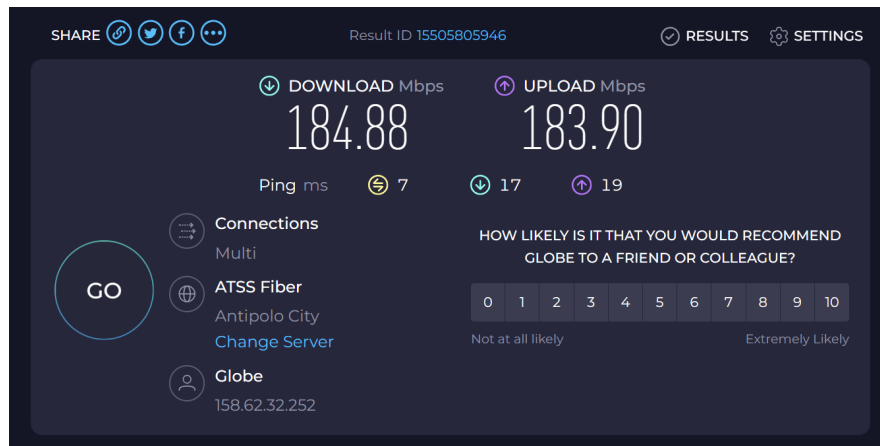 SHARE
Result ID 15505805946
RESULTS
SETTINGS
DOWNLOAD Mbps
UPLOAD Mbps
184.88
183.90
Ping ms 7 17 19
GO
Connections
Multi
ATSS Fiber
Antipolo City
Change Server
Globe
158.62.32.252
HOW LIKELY IS IT THAT YOU WOULD RECOMMEND
GLOBE TO A FRIEND OR COLLEAGUE?
0 1 2 3 4 5 6 7 8 9 10
Not at all likely
Extremely Likely